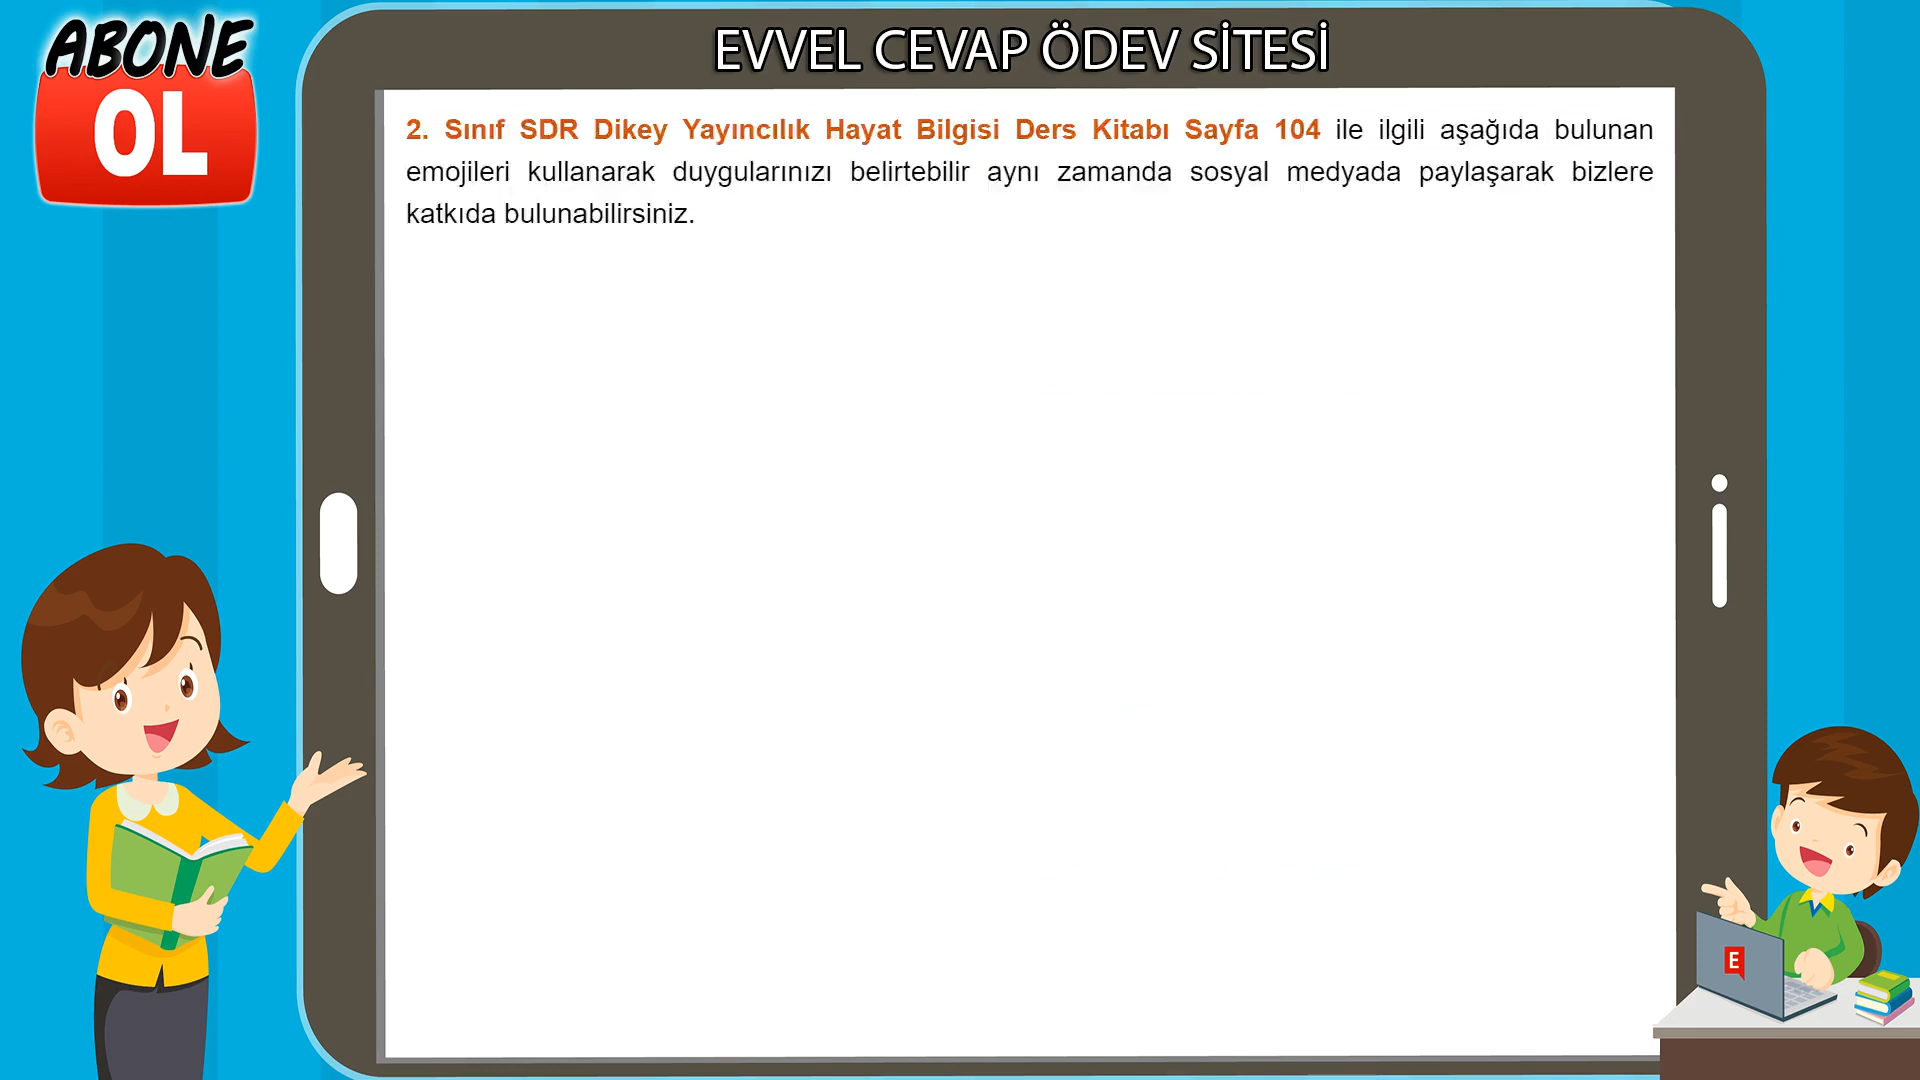 ABONE
OL
EVVEL CEVAP ÖDEV SİTESİ
2. Sınıf SDR Dikey Yayıncılık Hayat Bilgisi Ders Kitabı Sayfa 104 ile ilgili aşağıda bulunan
emojileri kullanarak duygularınızı belirtebilir aynı zamanda sosyal medyada paylaşarak bizlere
katkıda bulunabilirsiniz.
E